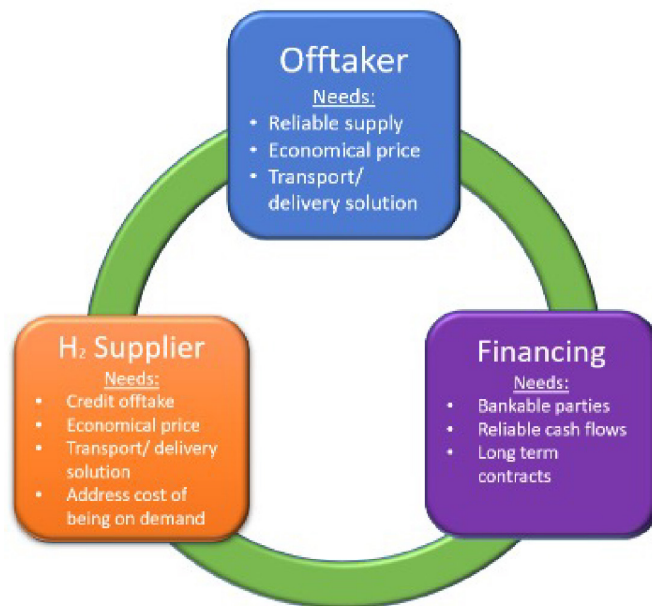 Offtaker
Needs:
• Reliable supply
• Economical price
• Transport/
delivery solution
H₂ Supplier
Needs:
• Credit offtake
• Economical price
• Transport/ delivery
solution
• Address cost of
being on demand
Financing
Needs:
• Bankable parties
• Reliable cash flows
• Long term
contracts